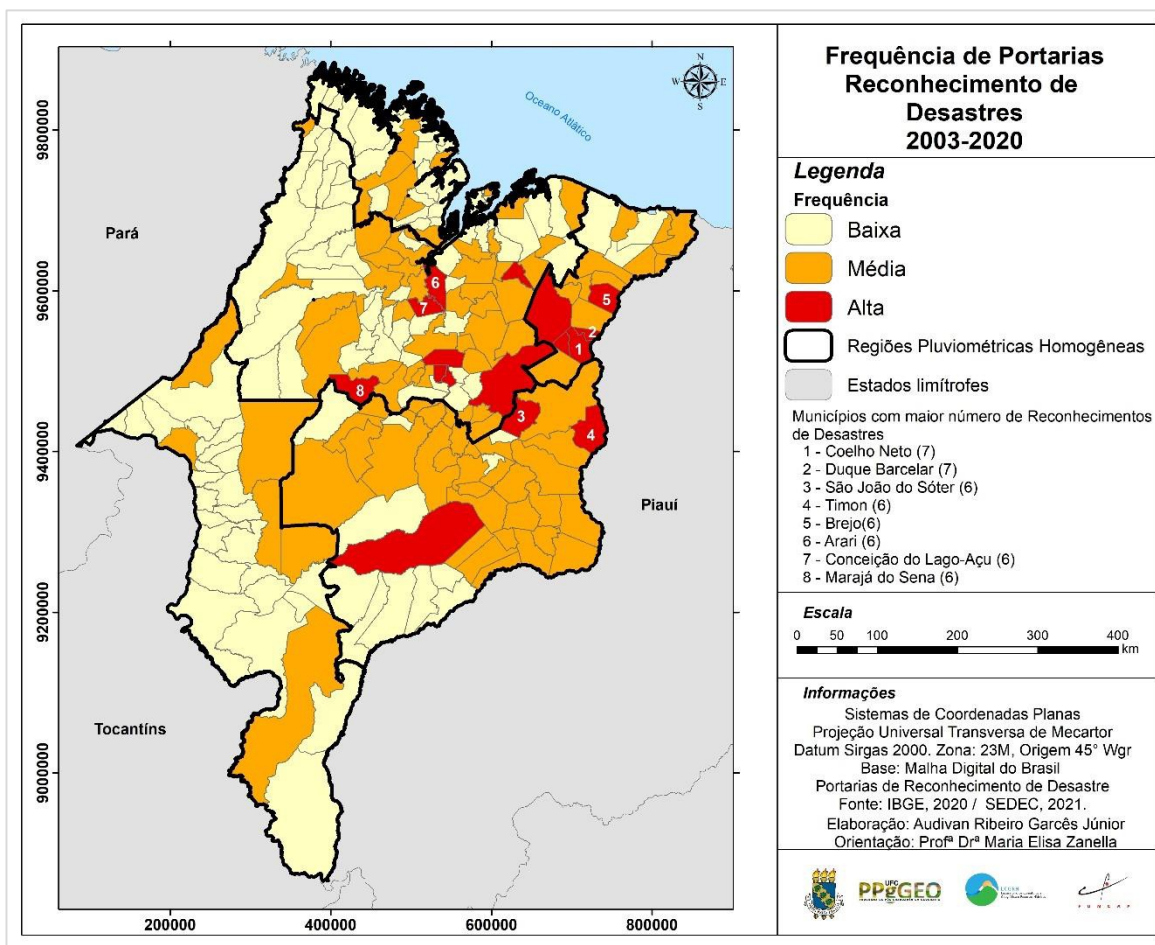 Frequência de Portarias
Reconhecimento de
Desastres
2003-2020
Legenda
Frequência
Baixa
Média
Alta
Regiões Pluviométricas Homogêneas
Estados limítrofes
Municípios com maior número de Reconhecimentos
de Desastres
1 - Coelho Neto (7)
2 - Duque Barcelar (7)
3 - São João do Sóter (6)
4 - Timon (6)
5 - Brejo(6)
6 - Arari (6)
7 - Conceição do Lago-Açu (6)
8 - Marajá do Sena (6)
Escala
0 50 100 200 300 400
km
Informações
Sistemas de Coordenadas Planas
Projeção Universal Transversa de Mecartor
Datum Sirgas 2000. Zona: 23M, Origem 45° Wgr
Base: Malha Digital do Brasil
Portarias de Reconhecimento de Desastre
Fonte: IBGE, 2020 / SEDEC, 2021.
Elaboração: Audivan Ribeiro Garcês Júnior
Orientação: Profª Drª Maria Elisa Zanella
UFC
PPgGEO
FUNCAP
N
W E
S
Oceano Atlático
Pará
Piauí
Tocantíns
6
7
5
2
1
8
3
4
9800000
9600000
9400000
9200000
9000000
200000 400000 600000 800000